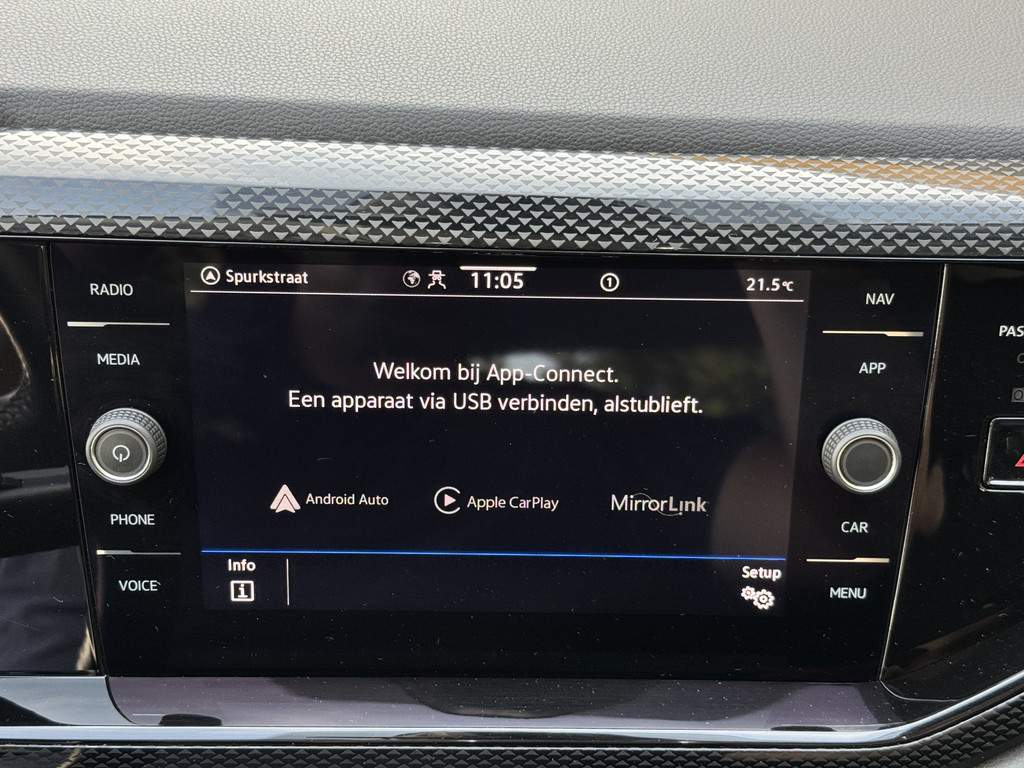 RADIO
MEDIA
PHONE
VOICE
Spurkstraat
11:05
1
21.5°C
Welkom bij App-Connect.
Een apparaat via USB verbinden, alstublieft.
Android Auto
Apple CarPlay
MirrorLink
Info
i
Setup
NAV
APP
CAR
MENU
PAS